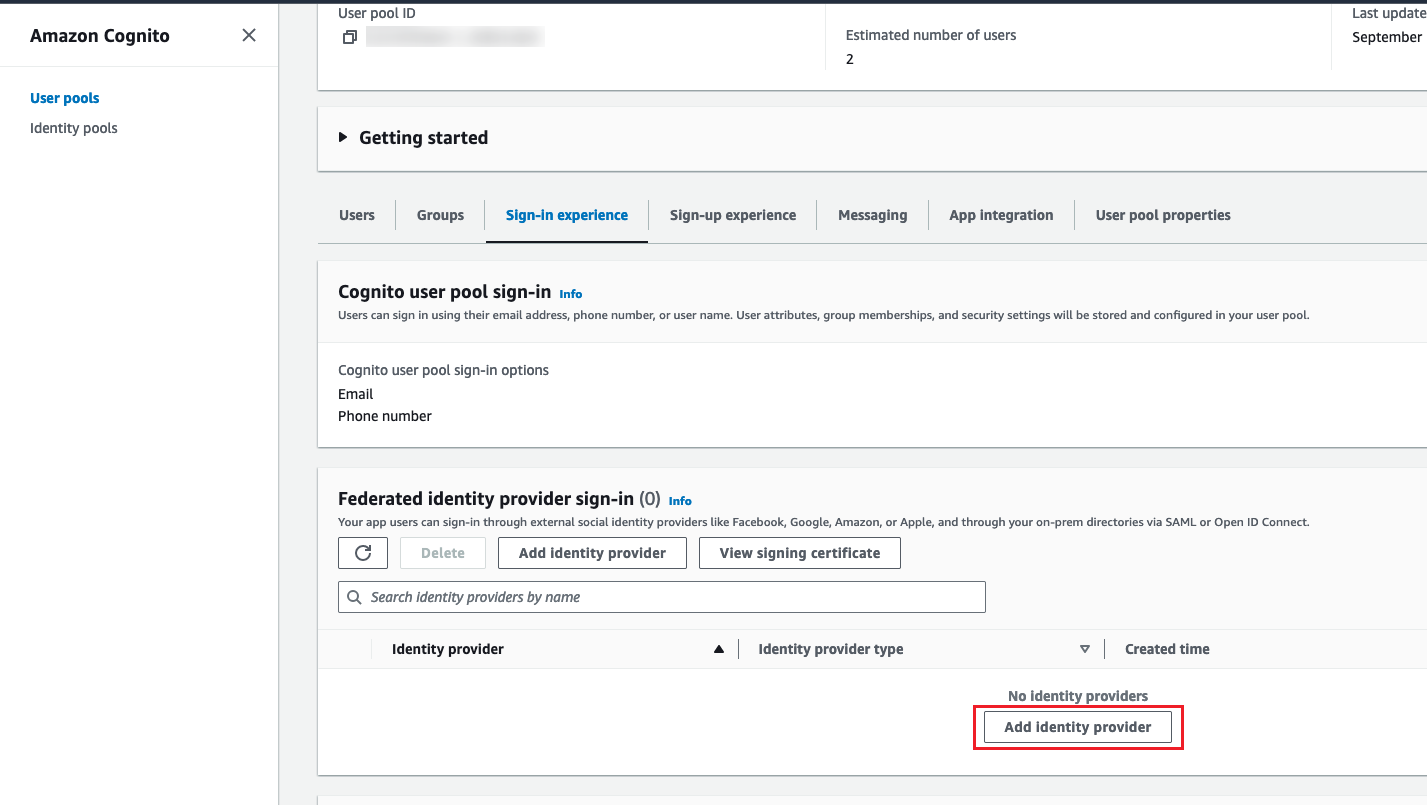 Amazon Cognito
User pools
Identity pools
User pool ID
Estimated number of users
2
Last update
September
Getting started
Users
Groups
Sign-in experience
Sign-up experience
Messaging
App integration
User pool properties
Cognito user pool sign-in Info
Users can sign in using their email address, phone number, or user name. User attributes, group memberships, and security settings will be stored and configured in your user pool.
Cognito user pool sign-in options
Email
Phone number
Federated identity provider sign-in (0) Info
Your app users can sign-in through external social identity providers like Facebook, Google, Amazon, or Apple, and through your on-prem directories via SAML or Open ID Connect.
Delete
Add identity provider
View signing certificate
Search identity providers by name
Identity provider
Identity provider type
Created time
No identity providers
Add identity provider